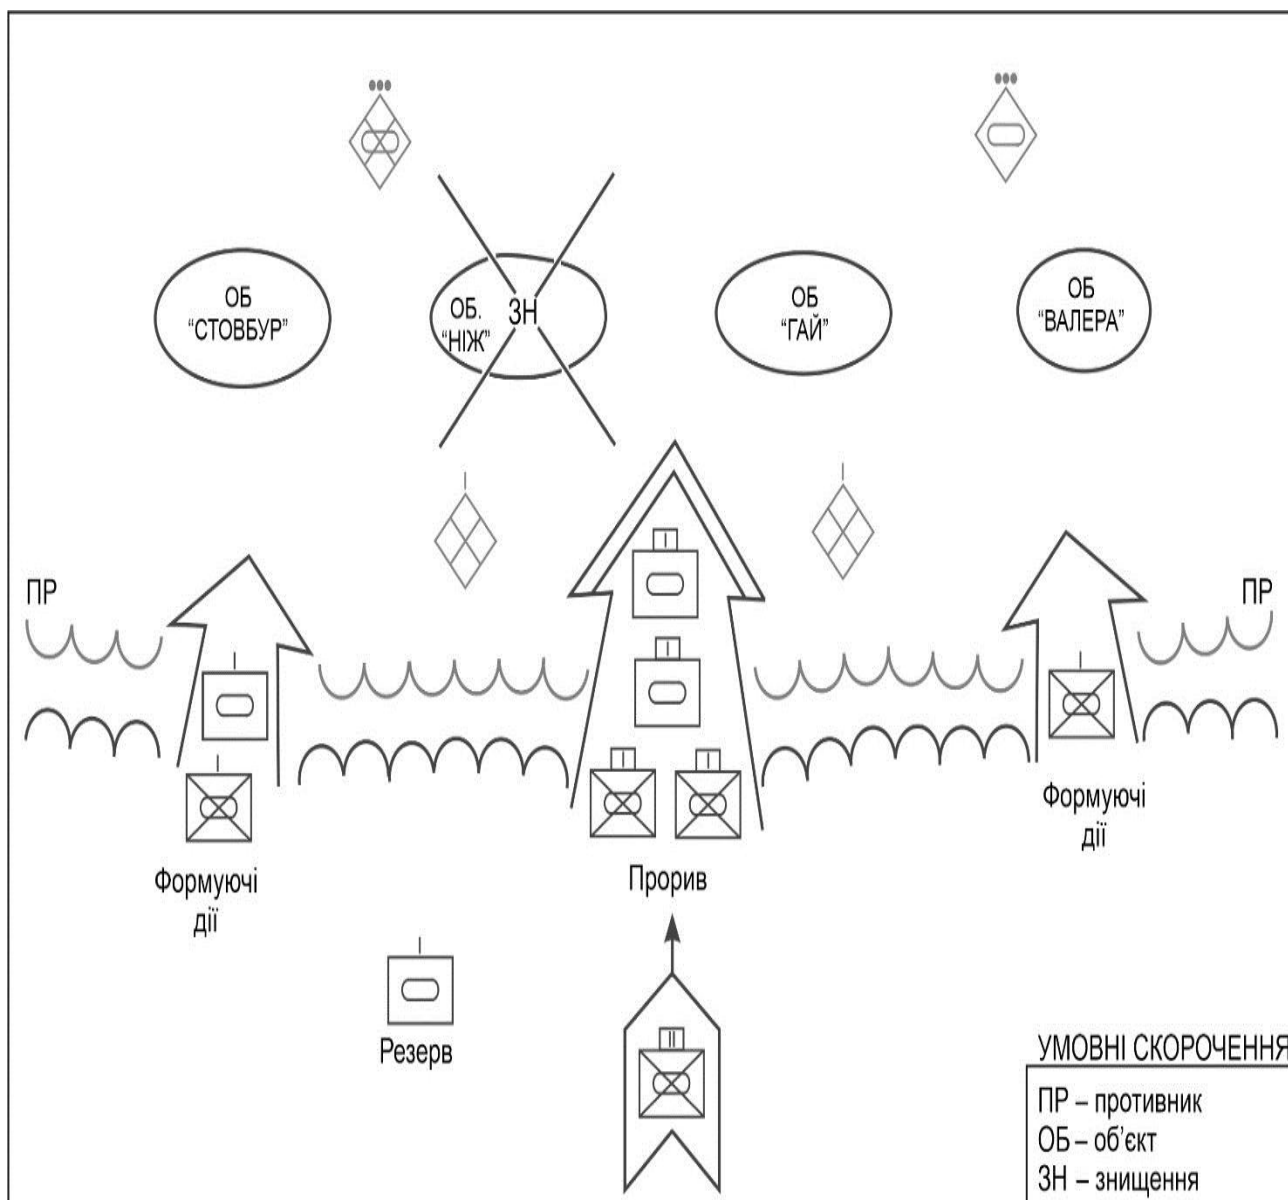 ОБ
“СТОВБУР”
ОБ.
“НІЖ”
ЗН
ОБ
“ГАЙ”
ОБ
“ВАЛЕРА”
ПР
ПР
Формуючі
дії
Прорив
Формуючі
дії
Резерв
УМОВНІ СКОРОЧЕННЯ
ПР – противник
ОБ – об’єкт
ЗН – знищення